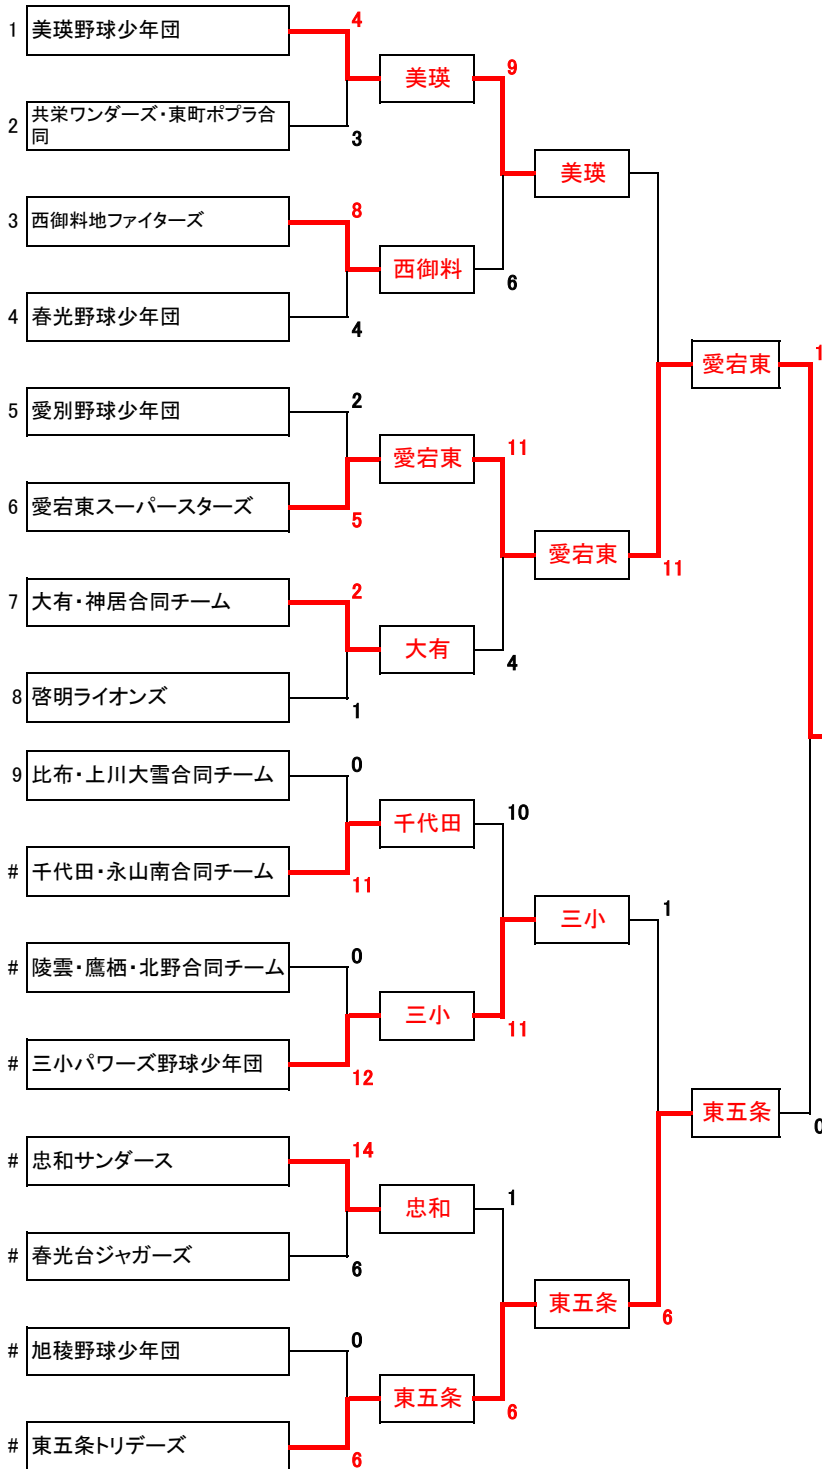 1 美瑛野球少年団
4
美瑛
9
2 共栄ワンダーズ・東町ポプラ合
同
3
美瑛
3 西御料地ファイターズ
8
西御料
6
4 春光野球少年団
4
愛宕東
1
5 愛別野球少年団
2
愛宕東
11
6 愛宕東スーパースターズ
5
愛宕東
11
7 大有・神居合同チーム
2
大有
4
8 啓明ライオンズ
1
9 比布・上川大雪合同チーム
0
千代田
10
# 千代田・永山南合同チーム
11
三小
1
# 陵雲・鷹栖・北野合同チーム
0
三小
11
# 三小パワーズ野球少年団
12
東五条
0
# 忠和サンダース
14
忠和
1
# 春光台ジャガーズ
6
東五条
6
# 旭稜野球少年団
0
東五条
6
# 東五条トリデーズ
6